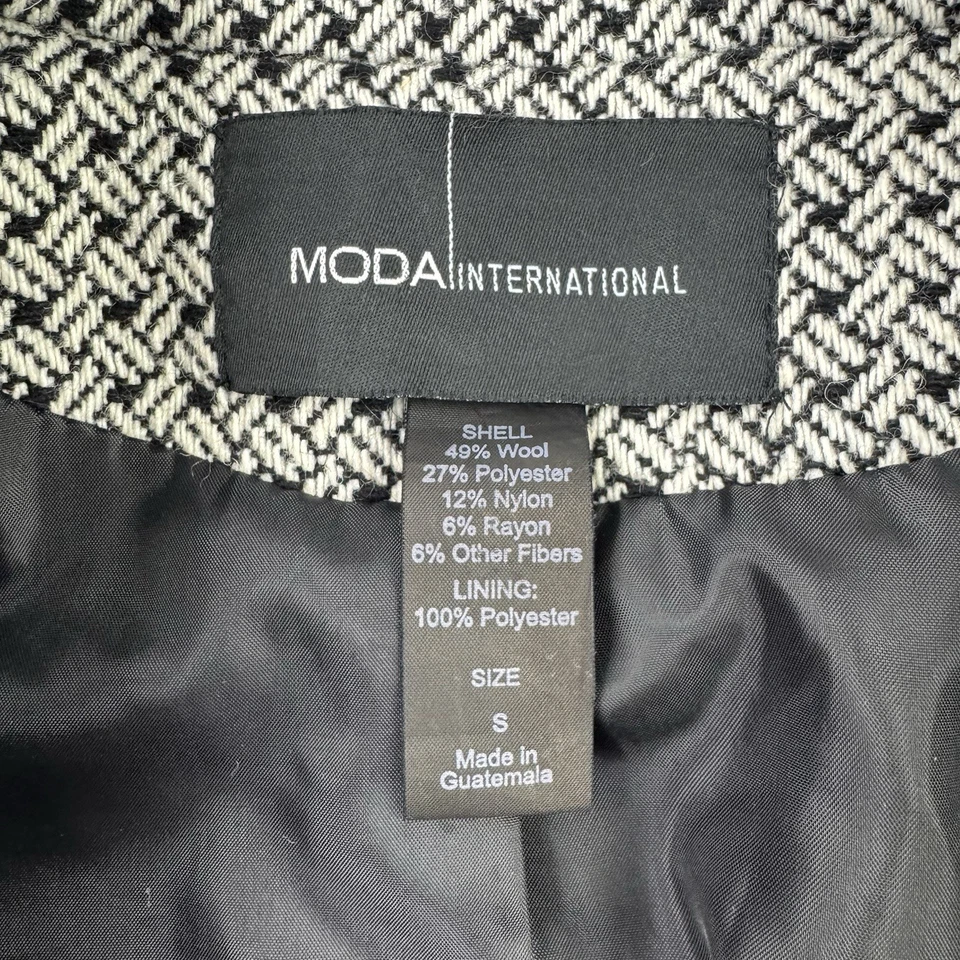 MODA INTERNATIONAL
SHELL
49% Wool
27% Polyester
12% Nylon
6% Rayon
6% Other Fibers
LINING:
100% Polyester
SIZE
S
Made in
Guatemala